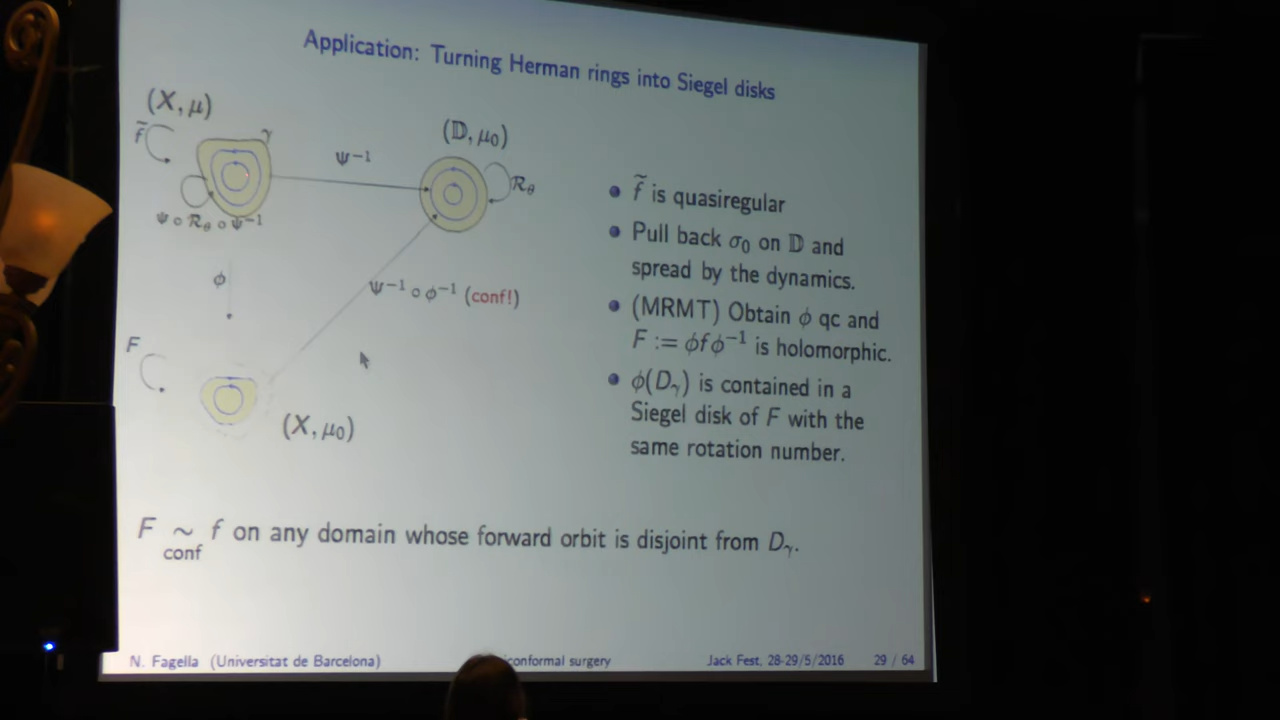 Application: Turning Herman rings into Siegel disks
(X, μ)
f̃
γ
Ψ⁻¹
(𝔻, μ₀)
ℛ_θ
Ψ ∘ ℛ_θ ∘ Ψ⁻¹
ϕ
Ψ⁻¹ ∘ ϕ⁻¹ (conf!)
F
(X, μ₀)
• f̃ is quasiregular
• Pull back σ₀ on 𝔻 and
spread by the dynamics.
• (MRMT) Obtain ϕ qc and
F := ϕfϕ⁻¹ is holomorphic.
• ϕ(D_γ) is contained in a
Siegel disk of F with the
same rotation number.
F ∼ f on any domain whose forward orbit is disjoint from D_γ.
conf
N. Fagella (Universitat de Barcelona)
surgery
Jack Fest, 28-29/5/2016
29 / 64